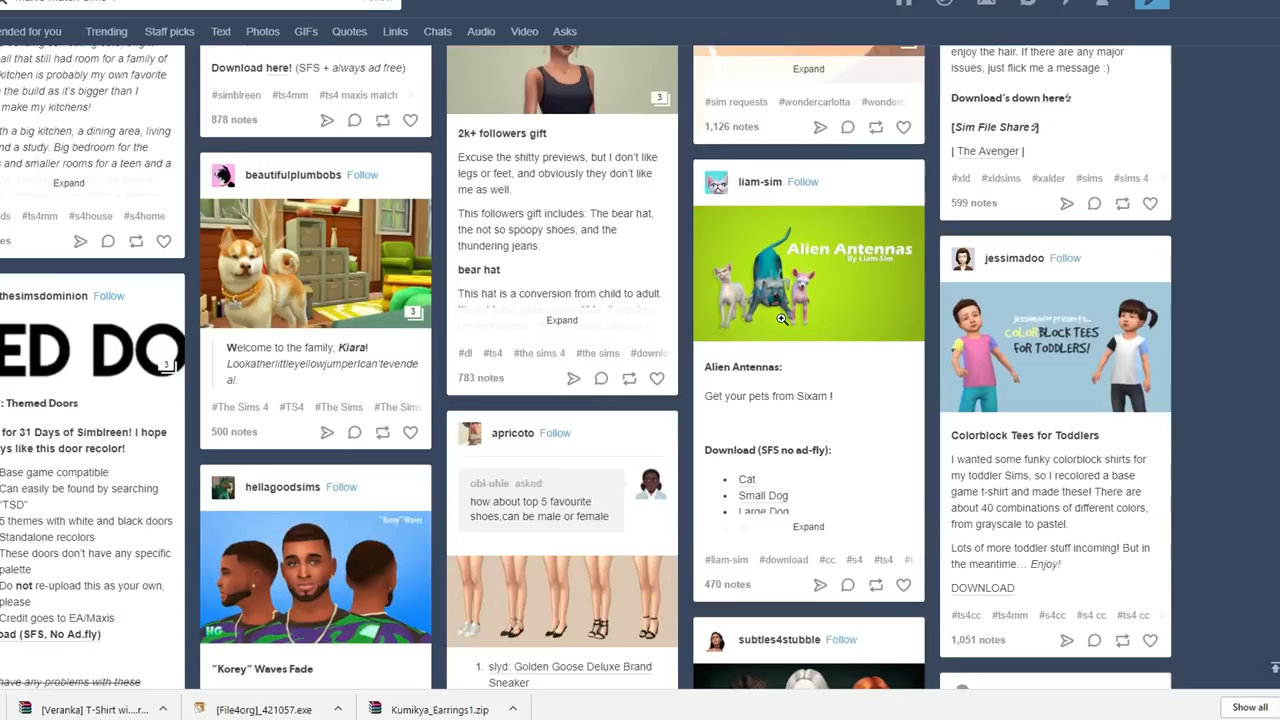 ended for you
Trending
Staff picks
Text
Photos
GIFs
Quotes
Links
Chats
Audio
Video
Asks
all that still had room for a family of
kitchen is probably my own favorite
the build as it's bigger than I
make my kitchens!
th a big kitchen, a dining area, living
and a study. Big bedroom for the
s and smaller rooms for a teen and a
Expand
ds #ts4mm #s4house #s4home
es
thesimsdominion Follow
ED DO
3
: Themed Doors
for 31 Days of Simblreen! I hope
ys like this door recolor!
Base game compatible
Can easily be found by searching
"TSD"
5 themes with white and black doors
Standalone recolors
These doors don't have any specific
palette
Do not re-upload this as your own,
please
Credit goes to EA/Maxis
oad (SFS, No Ad.fly)
have any problems with these
Download here! (SFS + always ad free)
#simblreen #ts4mm #ts4 maxis match
878 notes
beautifulplumbobs Follow
3
Welcome to the family, Kiara!
Lookatherlittleyellowjumperlcan'tevende
al.
#The Sims 4 #TS4 #The Sims #The Sims
500 notes
hellagoodsims Follow
"Korey" Waves
HG
"Korey" Waves Fade
3
2k+ followers gift
Excuse the shitty previews, but I don't like
legs or feet, and obviously they don't like
me as well.
This followers gift includes: The bear hat,
the not so spoopy shoes, and the
thundering jeans.
bear hat
This hat is a conversion from child to adult.
Expand
#dl #ts4 #the sims 4 #the sims #downlo
783 notes
apricoto Follow
obi-uhie asked:
how about top 5 favourite
shoes,can be male or female
1. slyd: Golden Goose Deluxe Brand
Sneaker
Expand
#sim requests #wondercarlotta #wonderc
1,126 notes
liam-sim Follow
Alien Antennas
By Liam-Sim
Alien Antennas:
Get your pets from Sixam !
Download (SFS no ad-fly):
• Cat
• Small Dog
• Large Dog
Expand
#liam-sim #download #cc #s4 #ts4
470 notes
subtles4stubble Follow
enjoy the hair. If there are any major
issues, just flick me a message :)
Download's down here
[Sim File Share]
| The Avenger |
#xld #xldsims #xalder #sims #sims 4
599 notes
jessimadoo Follow
jessimadoo presents...
COLORBLOCK TEES
FOR TODDLERS!
Colorblock Tees for Toddlers
I wanted some funky colorblock shirts for
my toddler Sims, so I recolored a base
game t-shirt and made these! There are
about 40 combinations of different colors,
from grayscale to pastel.
Lots of more toddler stuff incoming! But in
the meantime... Enjoy!
DOWNLOAD
#ts4cc #ts4mm #s4cc #s4 cc #ts4 cc
1,051 notes
[Veranka] T-Shirt wi....r...
[File4org]_421057.exe
Kumikya_Earrings1.zip
Show all